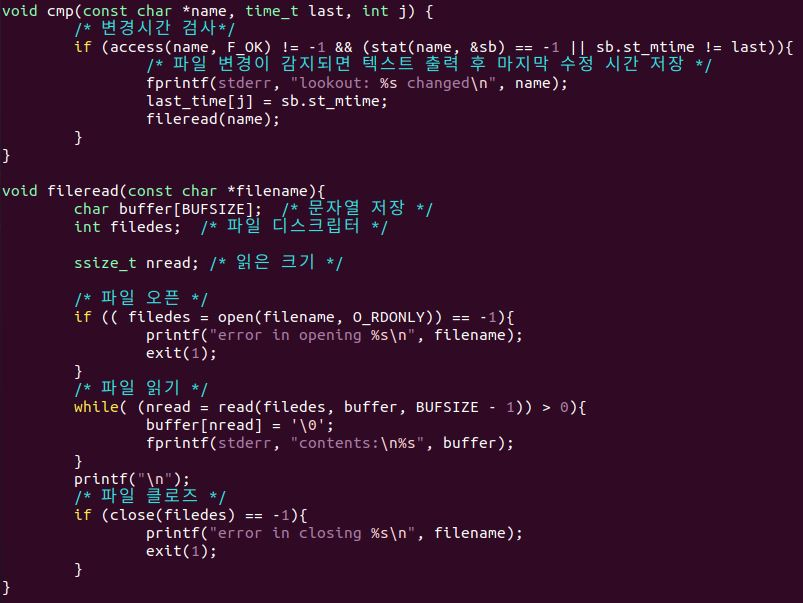 void cmp(const char *name, time_t last, int j) {
/* 변경시간 검사*/
if (access(name, F_OK) != -1 && (stat(name, &sb) == -1 || sb.st_mtime != last)){
/* 파일 변경이 감지되면 텍스트 출력 후 마지막 수정 시간 저장 */
fprintf(stderr, "lookout: %s changed\n", name);
last_time[j] = sb.st_mtime;
fileread(name);
}
}
void fileread(const char *filename){
char buffer[BUFSIZE];  /* 문자열 저장 */
int filedes;  /* 파일 디스크립터 */
ssize_t nread; /* 읽은 크기 */
/* 파일 오픈 */
if (( filedes = open(filename, O_RDONLY)) == -1){
printf("error in opening %s\n", filename);
exit(1);
}
/* 파일 읽기 */
while( (nread = read(filedes, buffer, BUFSIZE - 1)) > 0){
buffer[nread] = '\0';
fprintf(stderr, "contents:\n%s", buffer);
}
printf("\n");
/* 파일 클로즈 */
if (close(filedes) == -1){
printf("error in closing %s\n", filename);
exit(1);
}
}